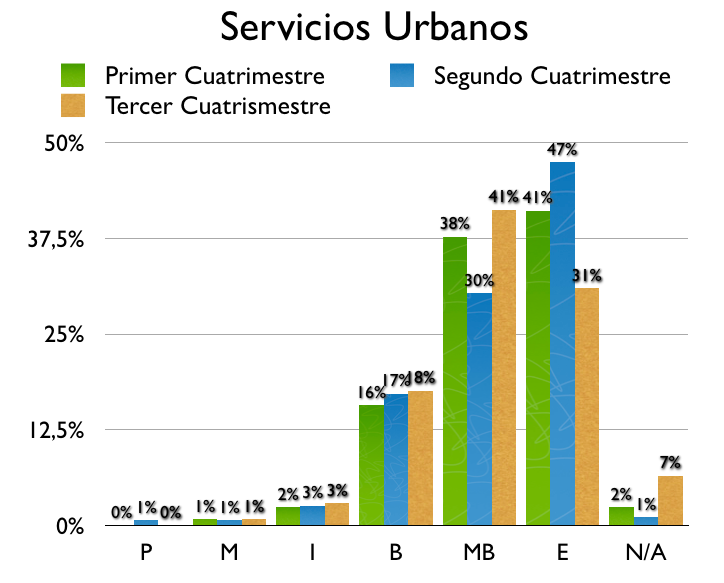 Servicios Urbanos
Primer Cuatrimestre
Segundo Cuatrimestre
Tercer Cuatrismestre
50%
37,5%
25%
12,5%
0%
0% 1% 0%
1% 1% 1%
2% 3% 3%
16% 17% 18%
38% 30% 41%
41% 47% 31%
2% 1% 7%
P M I B MB E N/A